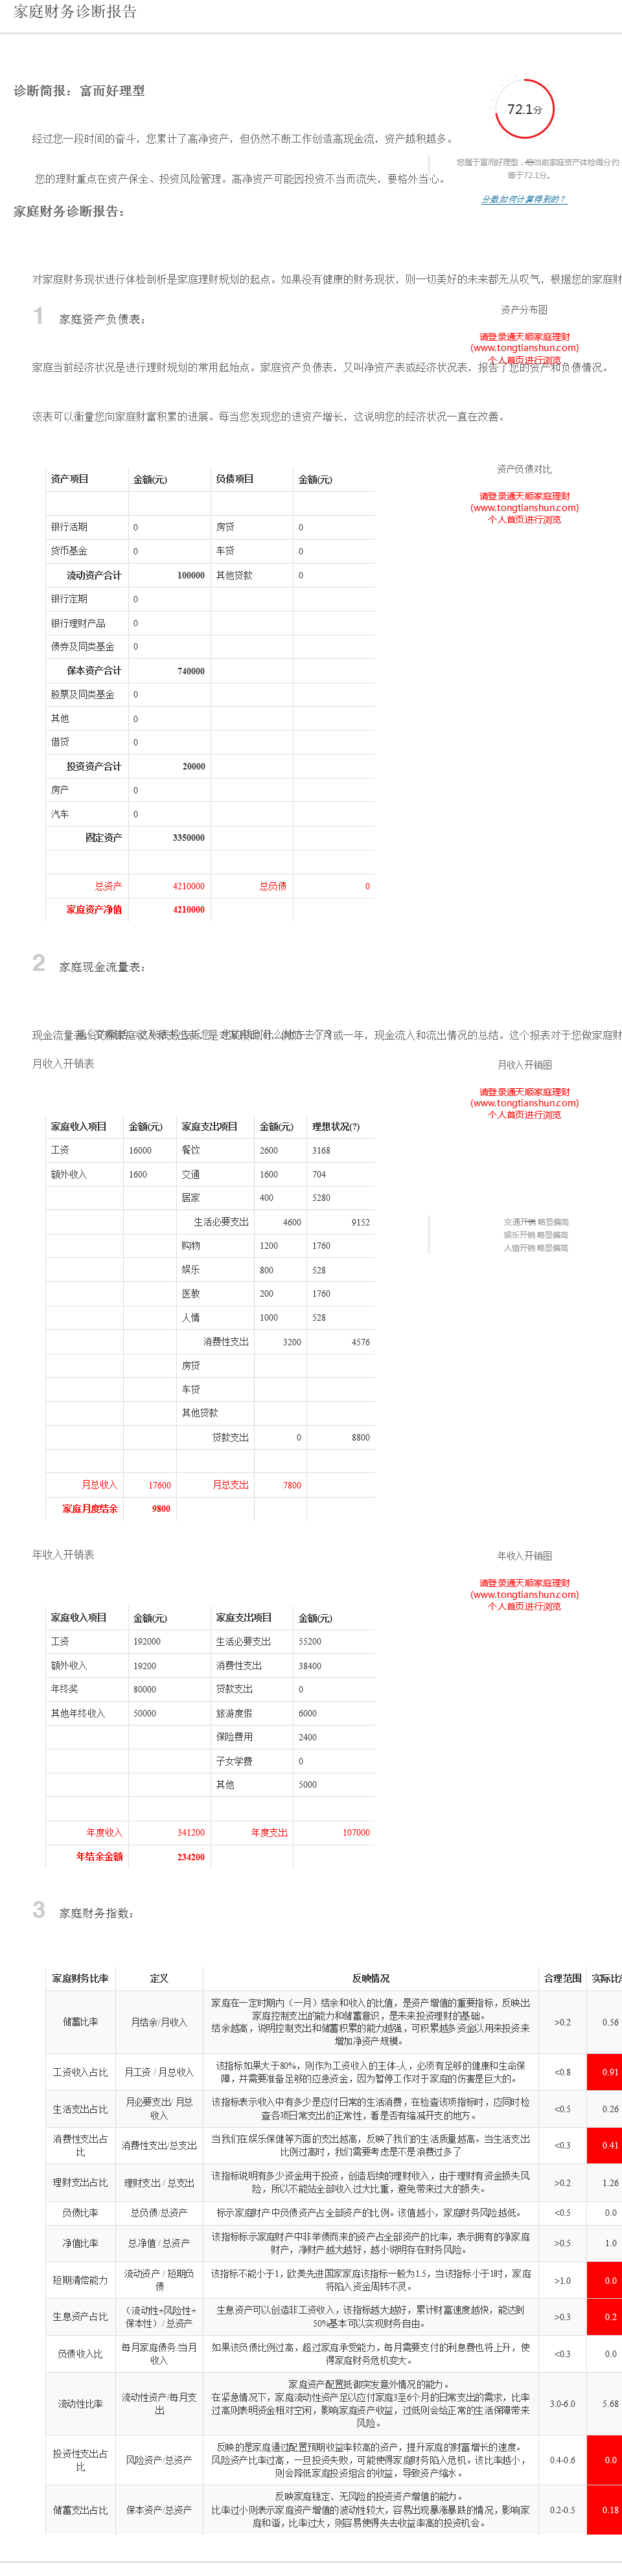 家庭财务诊断报告
诊断简报：富而好理型
72.1分
经过您一段时间的奋斗，您累计了高净资产，但仍然不断工作创造高现金流，资产越积越多。
您属于富而好理型，您当前家庭资产体检得分约
等于72.1分。
您的理财重点在资产保全、投资风险管理。高净资产可能因投资不当而流失，要格外当心。
分数如何计算得到的？
家庭财务诊断报告：
对家庭财务现状进行体检剖析是家庭理财规划的起点。如果没有健康的财务现状，则一切美好的未来都无从叹气，根据您的家庭财
1 家庭资产负债表：
资产分布图
请登录通天顺家庭理财
(www.tongtianshun.com)
个人首页进行浏览
家庭当前经济状况是进行理财规划的常用起始点。家庭资产负债表，又叫净资产表或经济状况表，报告了您的资产和负债情况。
该表可以衡量您向家庭财富积累的进展。每当您发现您的进资产增长，这说明您的经济状况一直在改善。
资产负债对比
请登录通天顺家庭理财
(www.tongtianshun.com)
个人首页进行浏览
资产项目 金额(元) 负债项目 金额(元)
银行活期 0 房贷 0
货币基金 0 车贷 0
流动资产合计 100000 其他贷款 0
银行定期 0
银行理财产品 0
债券及同类基金 0
保本资产合计 740000
股票及同类基金 0
其他 0
借贷 0
投资资产合计 20000
房产 0
汽车 0
固定资产 3350000
总资产 4210000 总负债 0
家庭资产净值 4210000
2 家庭现金流量表：
月收入开销表
月收入开销图
请登录通天顺家庭理财
(www.tongtianshun.com)
个人首页进行浏览
家庭收入项目 金额(元) 家庭支出项目 金额(元) 理想状况(?)
工资 16000 餐饮 2600 3168
额外收入 1600 交通 1600 704
居家 400 5280
生活必要支出 4600 9152
购物 1200 1760
娱乐 800 528
医教 200 1760
人情 1000 528
消费性支出 3200 4576
房贷
车贷
其他贷款
贷款支出 0 8800
月总收入 17600 月总支出 7800
家庭月度结余 9800
交通开销 略显偏高
娱乐开销 略显偏高
人情开销 略显偏高
年收入开销表
年收入开销图
请登录通天顺家庭理财
(www.tongtianshun.com)
个人首页进行浏览
家庭收入项目 金额(元) 家庭支出项目 金额(元)
工资 192000 生活必要支出 55200
额外收入 19200 消费性支出 38400
年终奖 80000 贷款支出 0
其他年终收入 50000 旅游度假 6000
保险费用 2400
子女学费 0
其他 5000
年度收入 341200 年度支出 107000
年结余金额 234200
3 家庭财务指数：
家庭财务比率 定义 反映情况 合理范围 实际比
储蓄比率 月结余/月收入 家庭在一定时期内（一月）结余和收入的比值，是资产增值的重要指标，反映出
家庭控制支出的能力和储蓄意识，是未来投资理财的基础。
结余越高，说明控制支出和储蓄积累的能力越强，可积累越多资金以用来投资来
增加净资产规模。 >0.2 0.56
工资收入占比 月工资 / 月总收入 该指标如果大于80%，则作为工资收入的主体-人，必须有足够的健康和生命保
障，并需要准备足够的应急资金，因为暂停工作对于家庭的伤害是巨大的。 <0.8 0.91
生活支出占比 月必要支出/ 月总
收入 该指标表示收入中有多少是应付日常的生活消费，在检查该项指标时，应同时检
查各项日常支出的正常性，看是否有缩减开支的地方。 <0.5 0.26
消费性支出占
比 消费性支出/总支出 当我们在娱乐保健等方面的支出越高，反映了我们的生活质量越高。当生活支出
比例过高时，我们需要考虑是不是浪费过多了 <0.3 0.41
理财支出占比 理财支出 / 总支出 该指标说明有多少资金用于投资，创造后续的理财收入，由于理财有资金损失风
险，所以不能站全部收入过大比重，避免带来过大的损失。 >0.2 1.26
负债比率 总负债/总资产 标示家庭财产中负债资产占全部资产的比例。该值越小，家庭财务风险越低。 <0.5 0.0
净值比率 总净值 / 总资产 该指标标示家庭财产中非举债而来的资产占全部资产的比率，表示拥有的净家庭
财产，净财产越大越好，越小说明存在财务风险。 >0.5 1.0
短期清偿能力 流动资产 / 短期负
债 该指标不能小于1，欧美先进国家家庭该指标一般为1.5，当该指标小于1时，家庭
将陷入资金周转不灵。 >1.0 0.0
生息资产占比 （流动性+风险性+
保本性）/ 总资产 生息资产可以创造非工资收入，该指标越大越好，累计财富速度越快，能达到
50%基本可以实现财务自由。 >0.3 0.2
负债收入比 每月家庭债务/当月
收入 如果该负债比例过高，超过家庭承受能力，每月需要支付的利息费也将上升，使
得家庭财务危机变大。 <0.3 0.0
流动性比率 流动性资产/每月支
出 家庭资产配置抵御突发意外情况的能力。
在紧急情况下，家庭流动性资产足以应付家庭3至6个月的日常支出的需求，比率
过高则表明资金相对空闲，影响家庭资产收益，过低则会给正常的生活保障带来
风险。 3.0-6.0 5.68
投资性支出占
比 风险资产/总资产 反映的是家庭通过配置预期收益率较高的资产，提升家庭的财富增长的速度。
风险资产比率过高，一旦投资失败，可能使得家庭财务陷入危机。该比率越小，
则会降低家庭投资组合的收益，导致资产缩水。 0.4-0.6 0.0
储蓄支出占比 保本资产/总资产 反映家庭稳定、无风险的投资资产增值的能力。
比率过小则表示家庭资产增值的波动性较大，容易出现暴涨暴跌的情况，影响家
庭和谐，比率过大，则容易使得失去收益率高的投资机会。 0.2-0.5 0.18